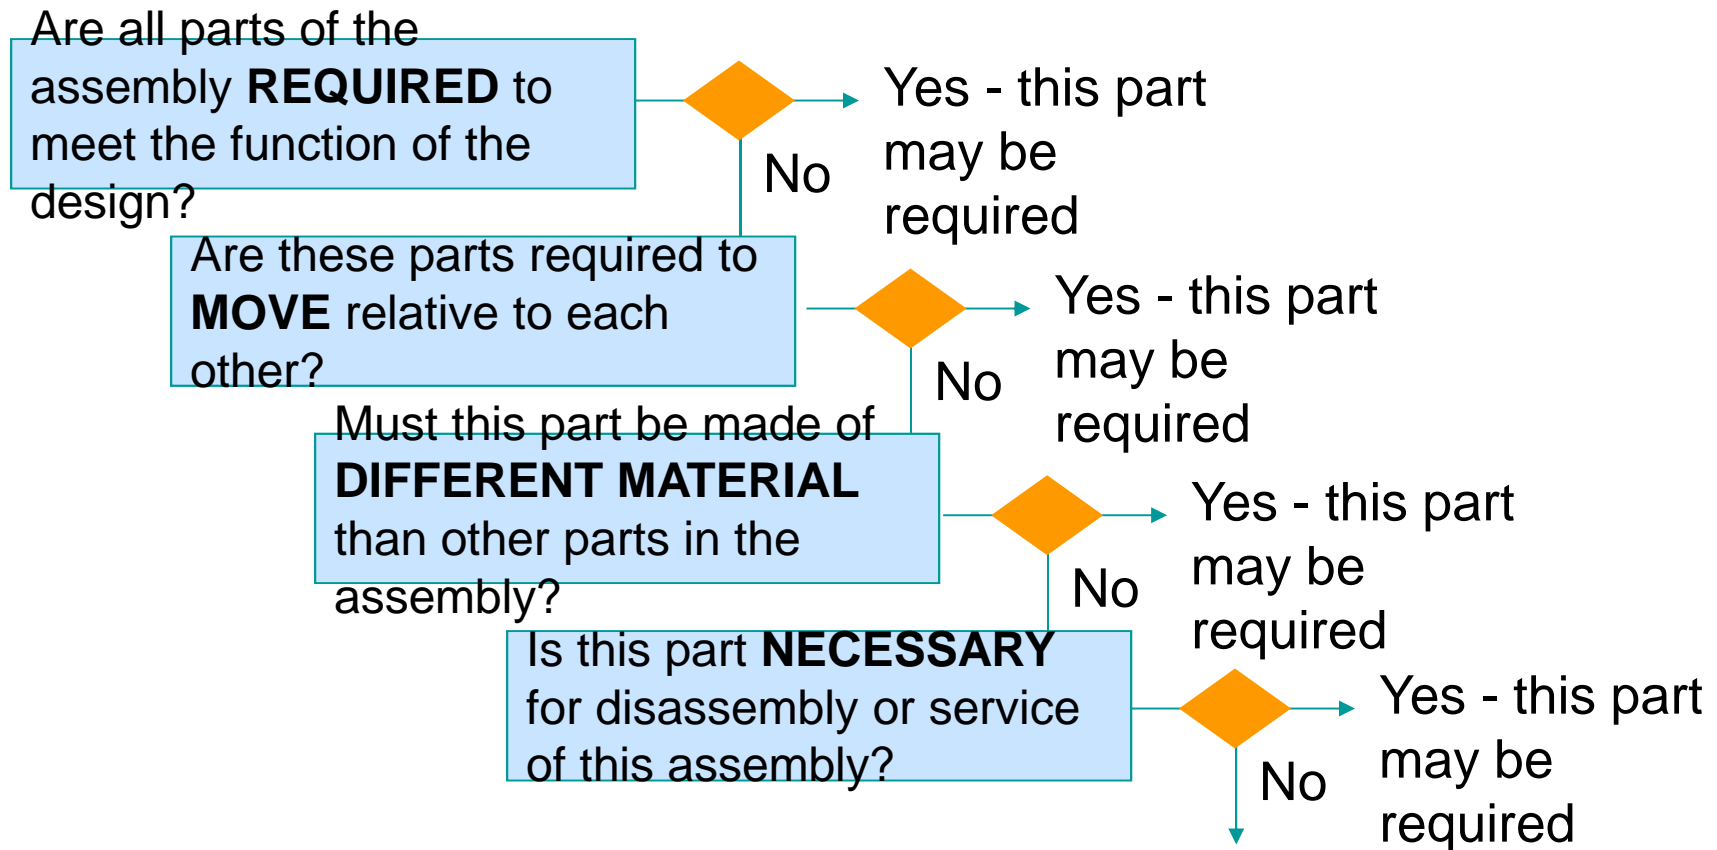 Are all parts of the
assembly REQUIRED to
meet the function of the
design?
Yes - this part
may be
required
No
Are these parts required to
MOVE relative to each
other?
Yes - this part
may be
required
No
Must this part be made of
DIFFERENT MATERIAL
than other parts in the
assembly?
Yes - this part
may be
required
No
Is this part NECESSARY
for disassembly or service
of this assembly?
Yes - this part
may be
required
No